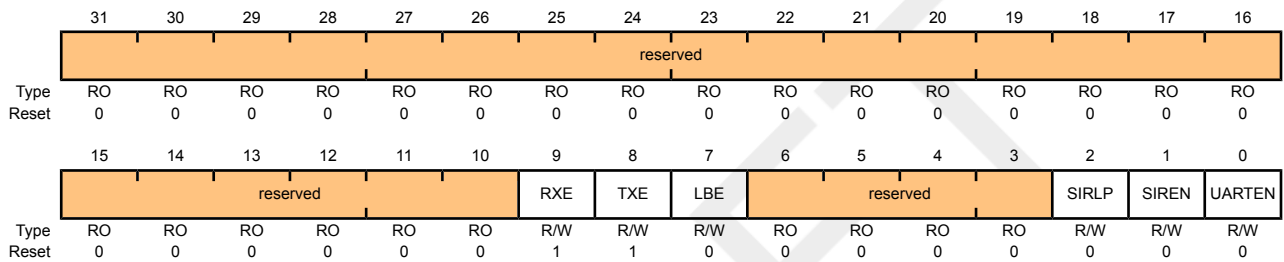 31 30 29 28 27 26 25 24 23 22 21 20 19 18 17 16
reserved
Type RO RO RO RO RO RO RO RO RO RO RO RO RO RO RO RO
Reset 0 0 0 0 0 0 0 0 0 0 0 0 0 0 0 0
15 14 13 12 11 10 9 8 7 6 5 4 3 2 1 0
reserved RXE TXE LBE reserved SIRLP SIREN UARTEN
Type RO RO RO RO RO RO R/W R/W R/W RO RO RO RO R/W R/W R/W
Reset 0 0 0 0 0 0 1 1 0 0 0 0 0 0 0 0